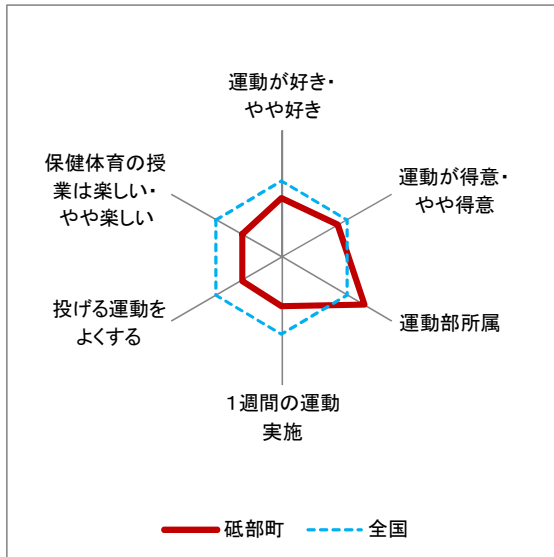 運動が好き・
やや好き
運動が得意・
やや得意
運動部所属
１週間の運動
実施
投げる運動を
よくする
保健体育の授
業は楽しい・
やや楽しい
砥部町
全国